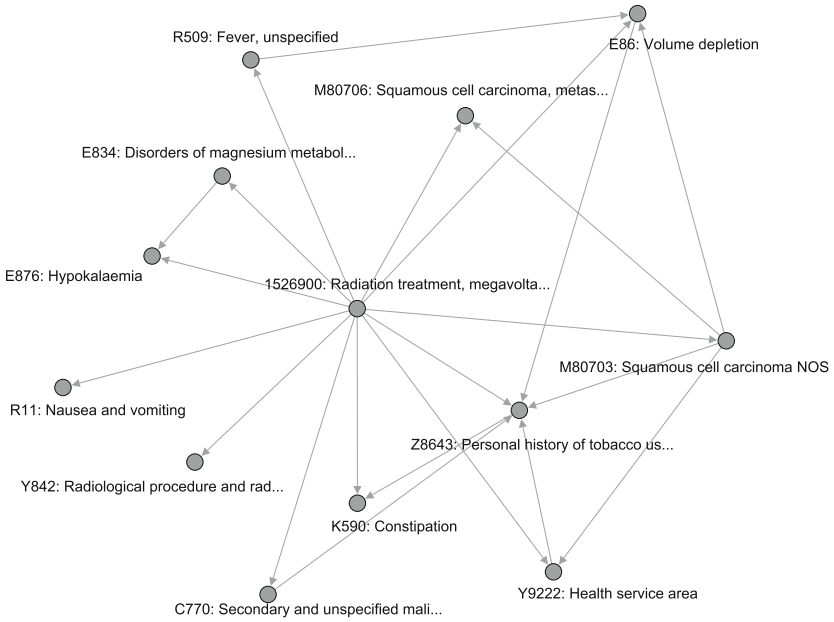 R509: Fever, unspecified
E86: Volume depletion
M80706: Squamous cell carcinoma, metas...
E834: Disorders of magnesium metabol...
E876: Hypokalaemia
1526900: Radiation treatment, megavolta...
M80703: Squamous cell carcinoma NOS
R11: Nausea and vomiting
Z8643: Personal history of tobacco us...
Y842: Radiological procedure and rad...
K590: Constipation
Y9222: Health service area
C770: Secondary and unspecified mali...